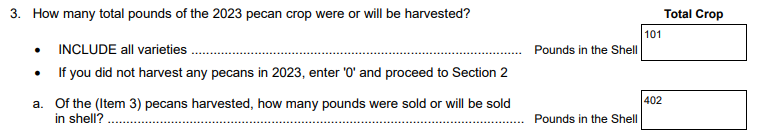 3. How many total pounds of the 2023 pecan crop were or will be harvested? Total Crop
101
• INCLUDE all varieties ........................................................................................ Pounds in the Shell
• If you did not harvest any pecans in 2023, enter '0' and proceed to Section 2
a. Of the (Item 3) pecans harvested, how many pounds were sold or will be sold 402
in shell? ............................................................................................................ Pounds in the Shell